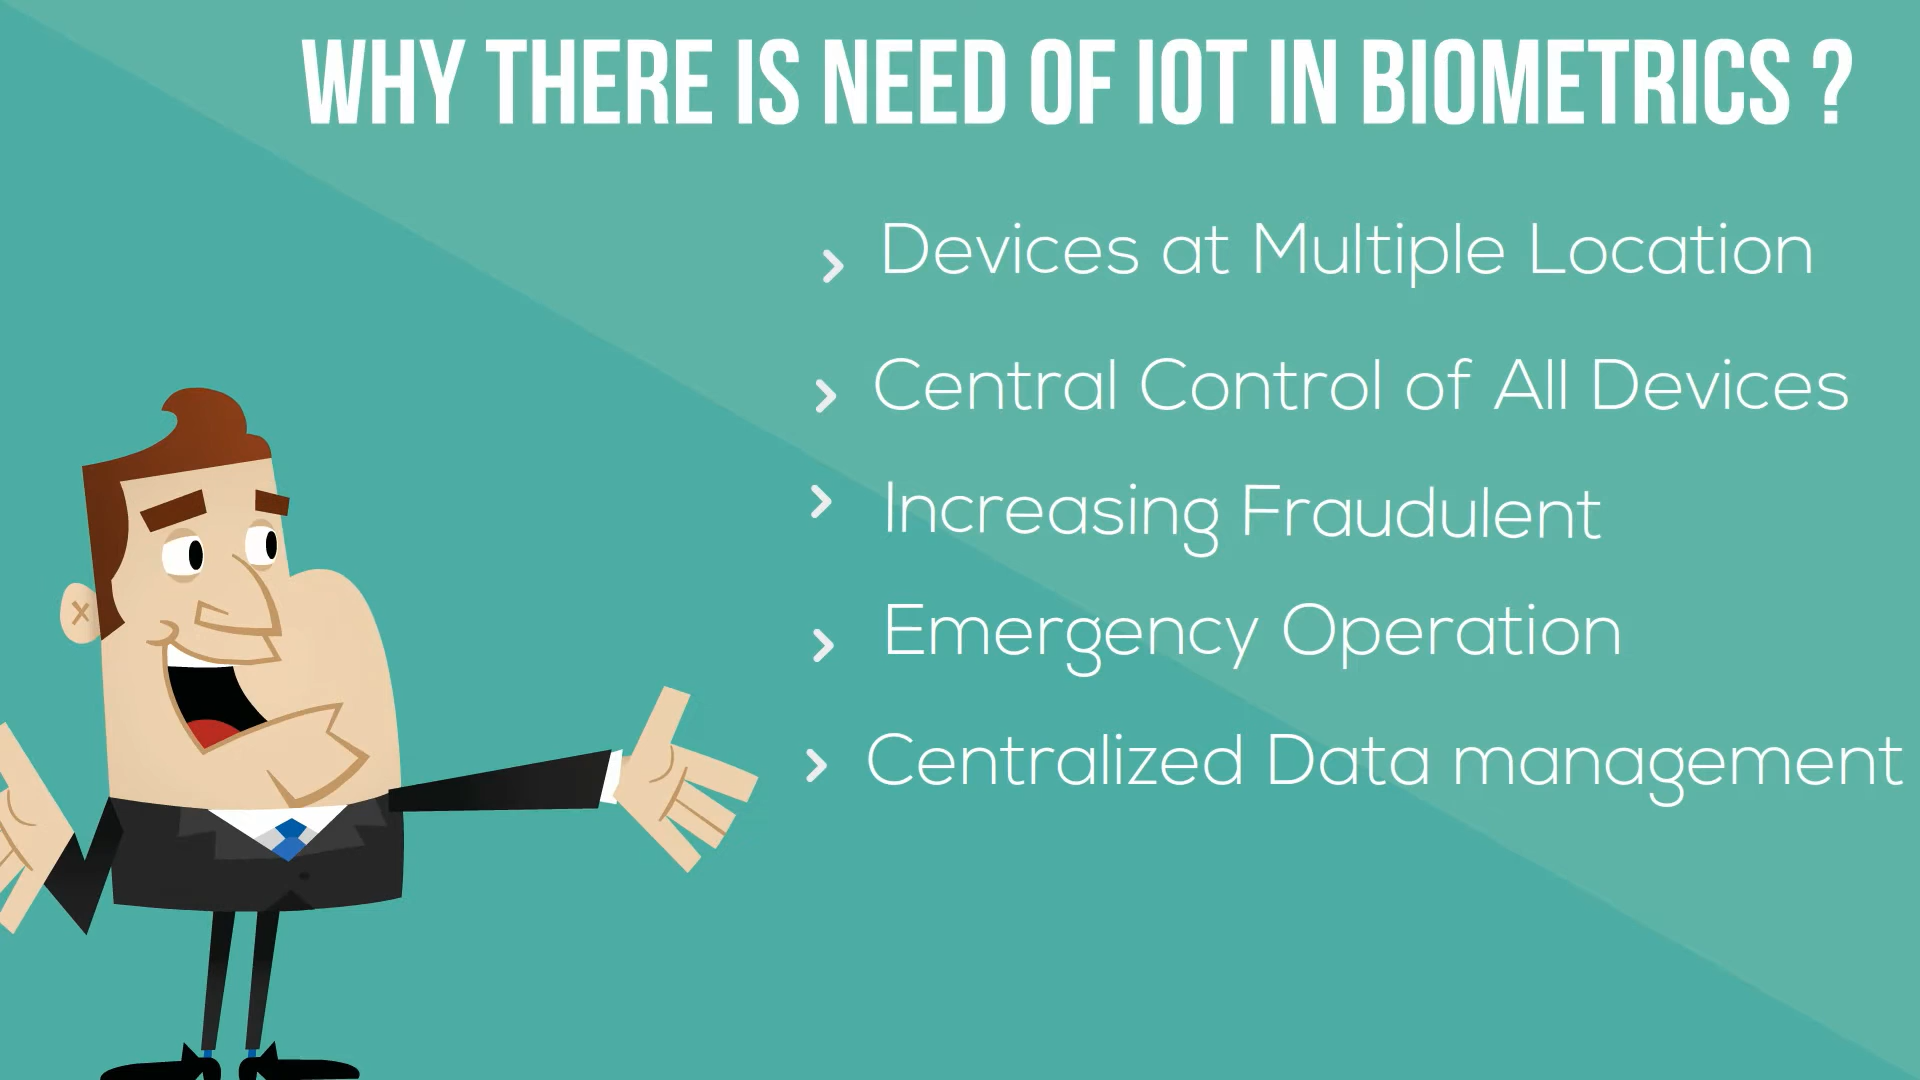 WHY THERE IS NEED OF IOT IN BIOMETRICS ?
Devices at Multiple Location
Central Control of All Devices
Increasing Fraudulent
Emergency Operation
Centralized Data management